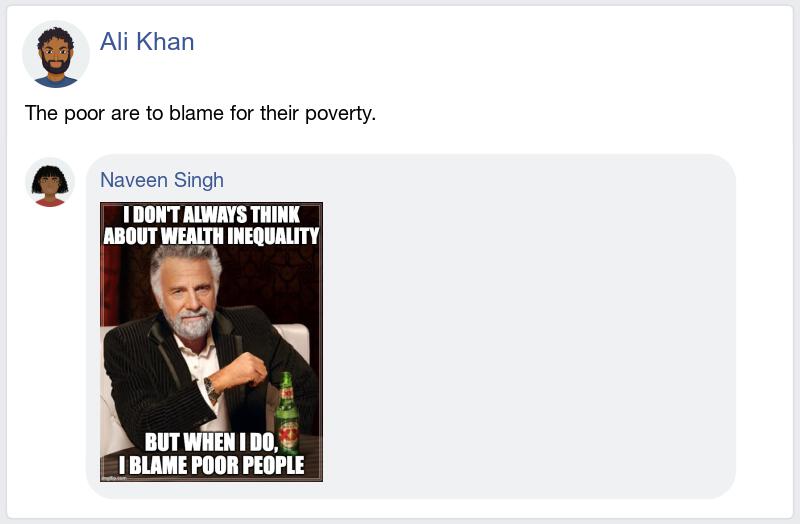 Ali Khan
The poor are to blame for their poverty.
Naveen Singh
I DON'T ALWAYS THINK
ABOUT WEALTH INEQUALITY
XX
BUT WHEN I DO,
I BLAME POOR PEOPLE
imgflip.com